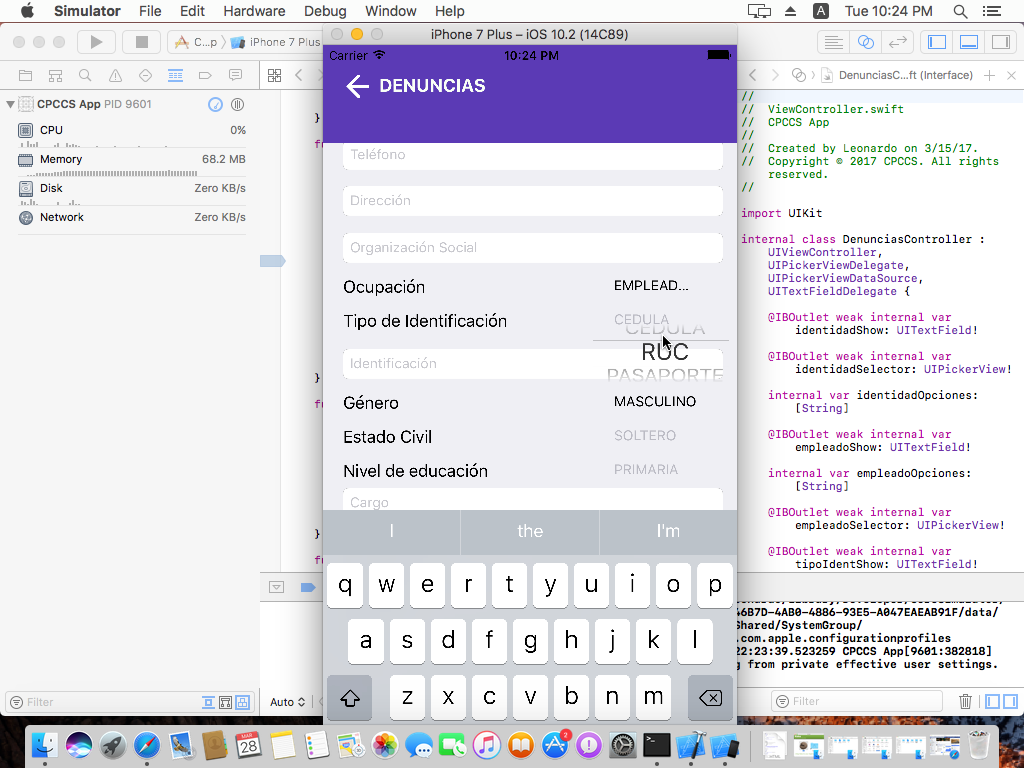 Simulator File Edit Hardware Debug Window Help A Tue 10:24 PM
iPhone 7 Plus – iOS 10.2 (14C89)
C...p iPhone 7 Plus
Carrier 10:24 PM
DENUNCIAS
CPCCS App PID 9601
CPU 0%
Memory 68.2 MB
Disk Zero KB/s
Network Zero KB/s
}
fu
}
fu
}
fu
Teléfono
Dirección
Organización Social
Ocupación EMPLEAD...
Tipo de Identificación CEDULA
CEDULA
RUC
Identificación
PASAPORTE
Género MASCULINO
Estado Civil SOLTERO
Nivel de educación PRIMARIA
Cargo
I the I'm
q w e r t y u i o p
a s d f g h j k l
z x c v b n m
DenunciasC...ft (Interface)
//
// ViewController.swift
// CPCCS App
//
// Created by Leonardo on 3/15/17.
// Copyright © 2017 CPCCS. All rights
reserved.
//
import UIKit
internal class DenunciasController :
UIViewController,
UIPickerViewDelegate,
UIPickerViewDataSource,
UITextFieldDelegate {
@IBOutlet weak internal var
identidadShow: UITextField!
@IBOutlet weak internal var
identidadSelector: UIPickerView!
internal var identidadOpciones:
[String]
@IBOutlet weak internal var
empleadoShow: UITextField!
internal var empleadoOpciones:
[String]
@IBOutlet weak internal var
empleadoSelector: UIPickerView!
@IBOutlet weak internal var
tipoIdentShow: UITextField!
46B7D-4AB0-4886-93E5-A047EAEAB91F/data/
Shared/SystemGroup/
.com.apple.configurationprofiles
22:23:39.523259 CPCCS App[9601:382818]
g from private effective user settings.
Filter
Auto
Filter
MAR
28
2